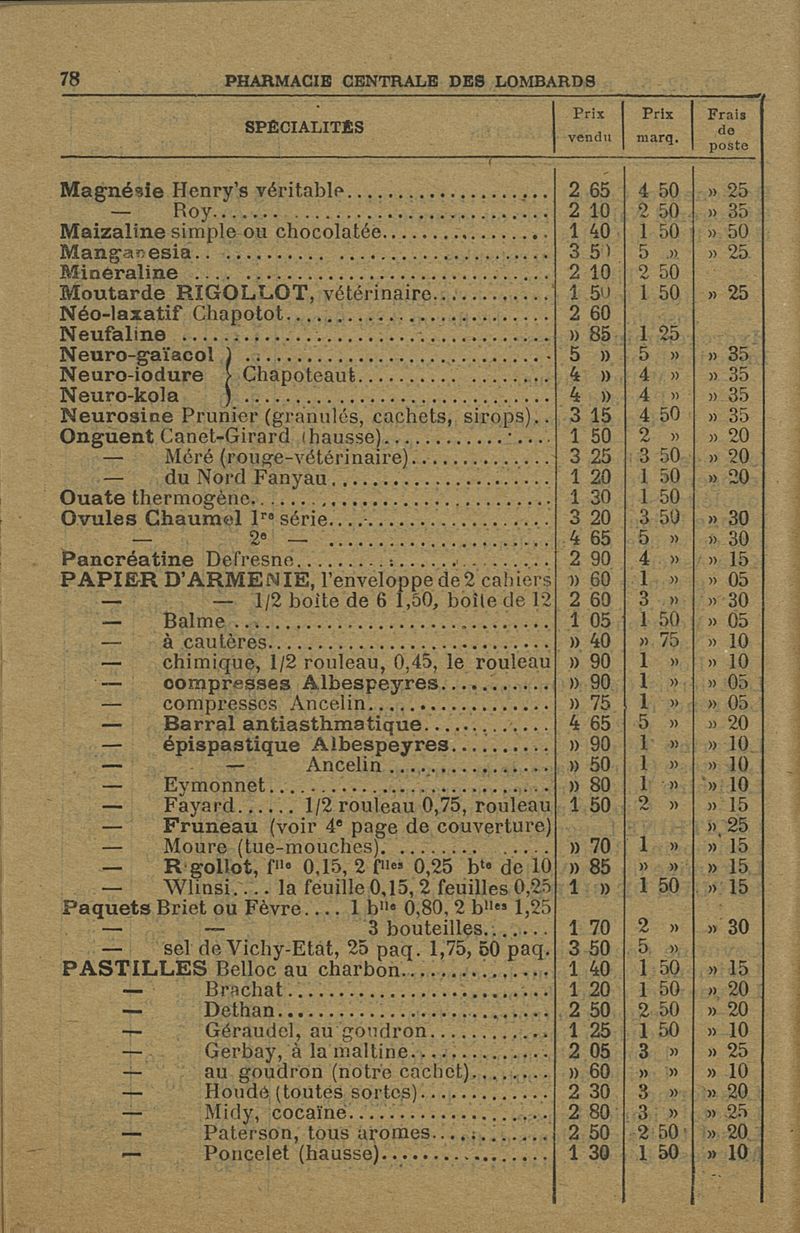 78 PHARMACIE CENTRALE DES LOMBARDS
SPÉCIALITÉS Prix vendu Prix marq. Frais de poste
Magnésie Henry's véritable 2 65 4 50 » 25
— Roy 2 10 2 50 » 35
Maizaline simple ou chocolatée 1 40 1 50 » 50
Manganesia 3 50 5 » » 25
Minéraline 2 10 2 50
Moutarde RIGOLLOT, vétérinaire 1 50 1 50 » 25
Néo-laxatif Chapotot 2 60
Neufaline » 85 1 25
Neuro-gaïacol } 5 » 5 » » 35
Neuro-iodure } Chapoteaut 4 » 4 » » 35
Neuro-kola } 4 » 4 » » 35
Neurosine Prunier (granulés, cachets, sirops) 3 15 4 50 » 35
Onguent Canet-Girard (hausse) 1 50 2 » » 20
— Méré (rouge-vétérinaire) 3 25 3 50 » 20
— du Nord Fanyau 1 20 1 50 » 20
Ouate thermogène 1 30 1 50
Ovules Chaumel 1re série 3 20 3 50 » 30
— 2e — 4 65 5 » » 30
Pancréatine Defresne 2 90 4 » » 15
PAPIER D'ARMENIE, l'enveloppe de 2 cahiers » 60 1 » » 05
— — 1/2 boîte de 6 1,50, boîte de 12 2 60 3 » » 30
— Balme 1 05 1 50 » 05
— à cautères » 40 » 75 » 10
— chimique, 1/2 rouleau, 0,45, le rouleau » 90 1 » » 10
— compresses Albespeyres » 90 1 » » 05
— compresses Ancelin » 75 1 » » 05
— Barral antiasthmatique 4 65 5 » » 20
— épispastique Albespeyres » 90 1 » » 10
— — Ancelin » 50 1 » » 10
— Eymonnet » 80 1 » » 10
— Fayard...... 1/2 rouleau 0,75, rouleau 1 50 2 » » 15
— Fruneau (voir 4e page de couverture) » 25
— Moure (tue-mouches) » 70 1 » » 15
— Rigollot, flle 0,15, 2 flles 0,25 bte de 10 » 85 » » » 15
— Wlinsi.... la feuille 0,15, 2 feuilles 0,25 1 » 1 50 » 15
Paquets Briet ou Fèvre.... 1 blle 0,80, 2 blles 1,25
— — 3 bouteilles 1 70 2 » » 30
— sel de Vichy-Etat, 25 paq. 1,75, 50 paq. 3 50 5 »
PASTILLES Belloc au charbon 1 40 1 50 » 15
— Brachat 1 20 1 50 » 20
— Dethan 2 50 2 50 » 20
— Géraudel, au goudron 1 25 1 50 » 10
— Gerbay, à la maltine 2 05 3 » » 25
— au goudron (notre cachet) » 60 » » » 10
— Houdé (toutes sortes) 2 30 3 » » 20
— Midy, cocaïne 2 80 3 » » 25
— Paterson, tous aromes 2 50 2 50 » 20
— Poncelet (hausse) 1 30 1 50 » 10